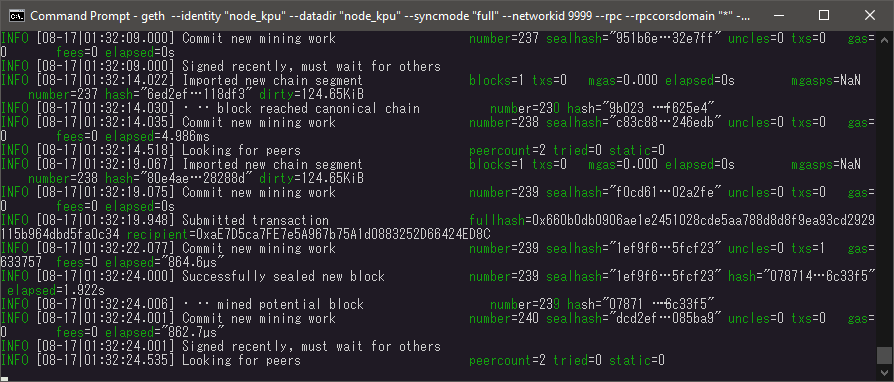 Command Prompt - geth --identity "node_kpu" --datadir "node_kpu" --syncmode "full" --networkid 9999 --rpc --rpccorsdomain "*" -...
INFO [08-17|01:32:09.000] Commit new mining work number=237 sealhash="951b6e…32e7ff" uncles=0 txs=0 gas=
0 fees=0 elapsed=0s
INFO [08-17|01:32:09.000] Signed recently, must wait for others
INFO [08-17|01:32:14.022] Imported new chain segment blocks=1 txs=0 mgas=0.000 elapsed=0s mgasps=NaN
number=237 hash="6ed2ef…118df3" dirty=124.65KiB
INFO [08-17|01:32:14.030] · ·· block reached canonical chain number=230 hash="9b023 …f625e4"
INFO [08-17|01:32:14.035] Commit new mining work number=238 sealhash="c83c88…246edb" uncles=0 txs=0 gas=
0 fees=0 elapsed=4.986ms
INFO [08-17|01:32:14.518] Looking for peers peercount=2 tried=0 static=0
INFO [08-17|01:32:19.067] Imported new chain segment blocks=1 txs=0 mgas=0.000 elapsed=0s mgasps=NaN
number=238 hash="80e4ae…28288d" dirty=124.65KiB
INFO [08-17|01:32:19.075] Commit new mining work number=239 sealhash="f0cd61…02a2fe" uncles=0 txs=0 gas=
0 fees=0 elapsed=0s
INFO [08-17|01:32:19.948] Submitted transaction fullhash=0x660b0db0906ae1e2451028cde5aa788d8d8f9ea93cd2929
115b964dbd5fa0c34 recipient=0xaE7D5ca7FE7e5A967b75A1d0883252D66424ED8C
INFO [08-17|01:32:22.077] Commit new mining work number=239 sealhash="1ef9f6…5fcf23" uncles=0 txs=1 gas=
633757 fees=0 elapsed="864.6µs"
INFO [08-17|01:32:24.000] Successfully sealed new block number=239 sealhash="1ef9f6…5fcf23" hash="078714…6c33f5"
elapsed=1.922s
INFO [08-17|01:32:24.006] · ·· mined potential block number=239 hash="07871 …6c33f5"
INFO [08-17|01:32:24.001] Commit new mining work number=240 sealhash="dcd2ef…085ba9" uncles=0 txs=0 gas=
0 fees=0 elapsed="862.7µs"
INFO [08-17|01:32:24.001] Signed recently, must wait for others
INFO [08-17|01:32:24.535] Looking for peers peercount=2 tried=0 static=0